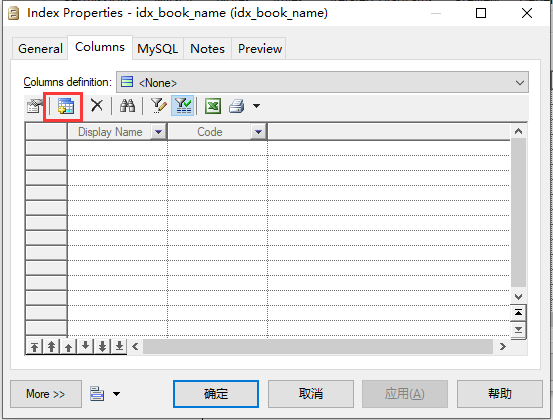 Index Properties - idx_book_name (idx_book_name)
General Columns MySQL Notes Preview
Columns definition: <None>
Display Name Code
More >> 确定 取消 应用(A) 帮助